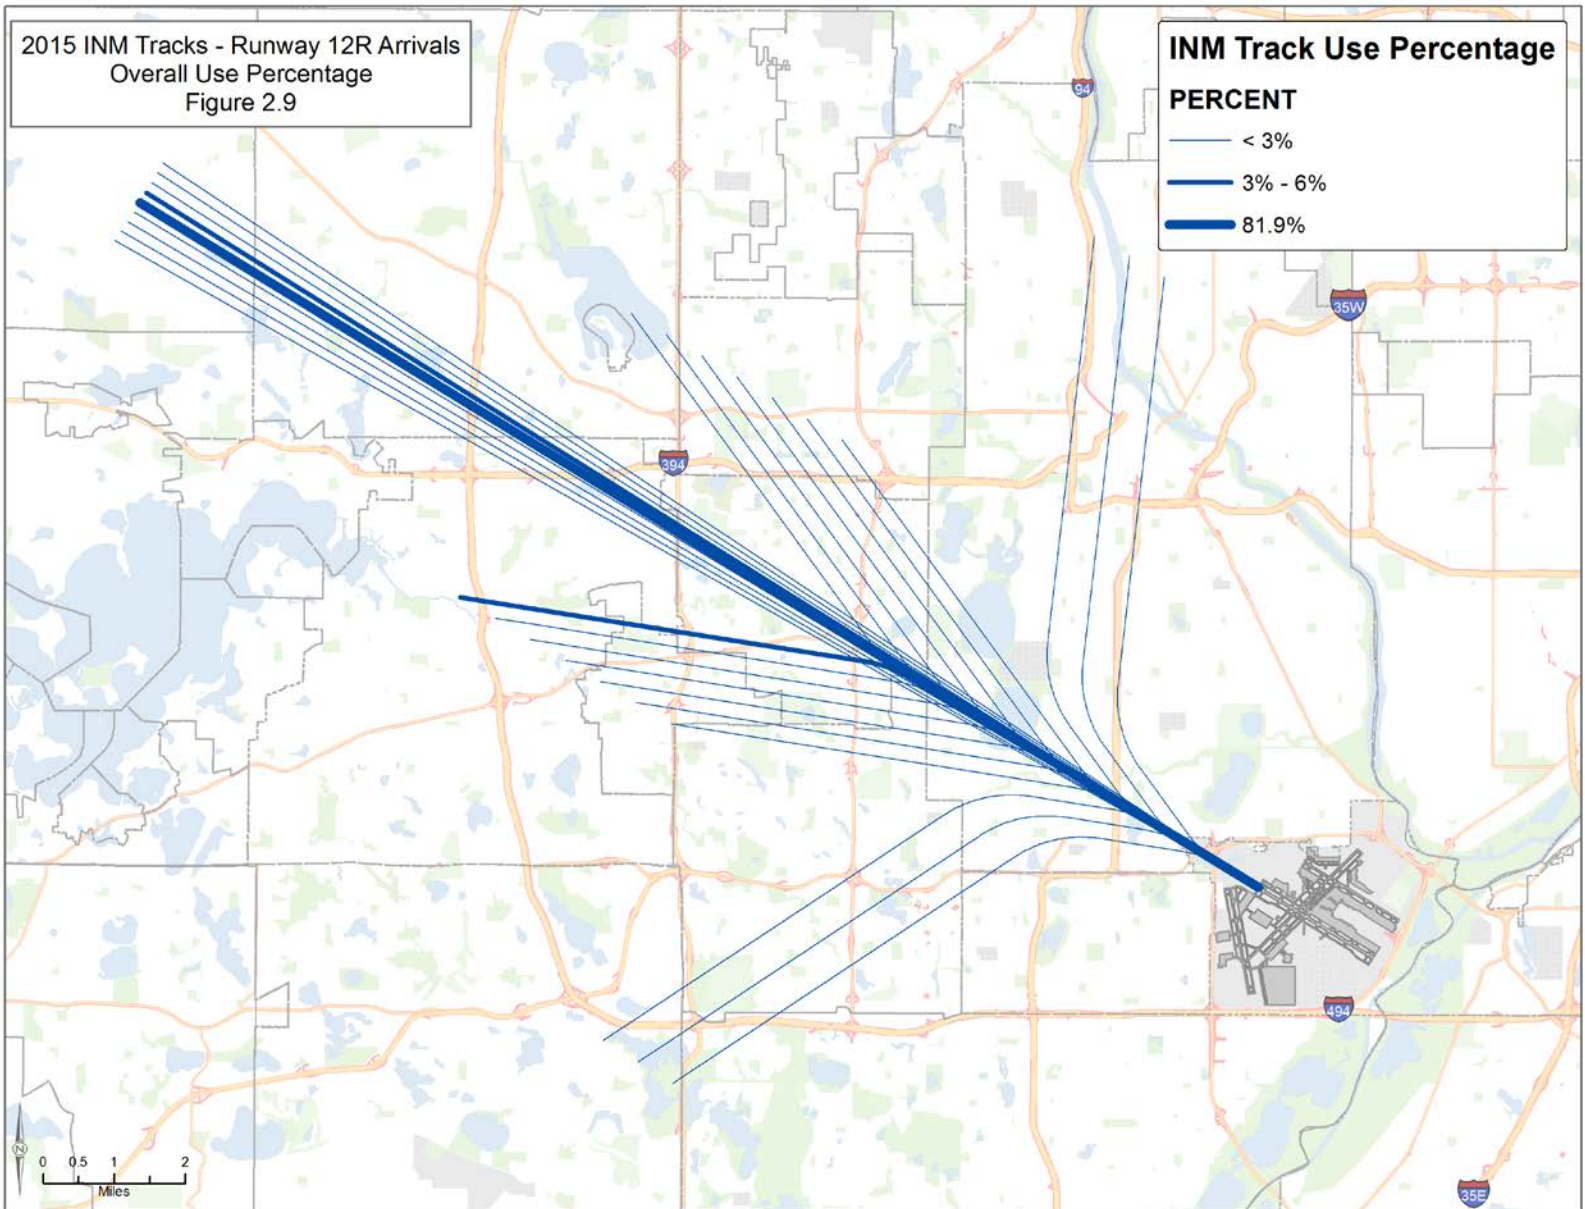 2015 INM Tracks - Runway 12R Arrivals
Overall Use Percentage
Figure 2.9
INM Track Use Percentage
PERCENT
< 3%
3% - 6%
81.9%
94
35W
394
494
35E
N
0 0.5 1 2
Miles